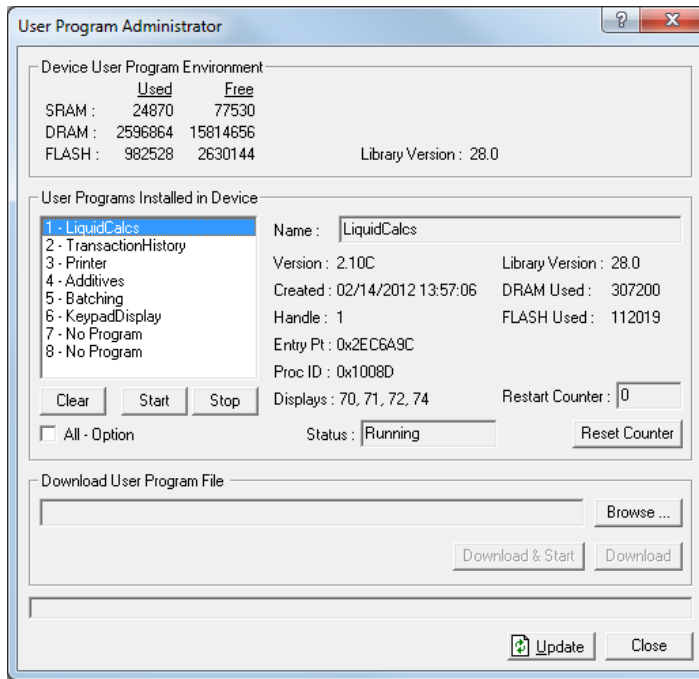 User Program Administrator
Device User Program Environment
Used Free
SRAM : 24870 77530
DRAM : 2596864 15814656
FLASH : 982528 2630144 Library Version : 28.0
User Programs Installed in Device
1 - LiquidCalcs
2 - TransactionHistory
3 - Printer
4 - Additives
5 - Batching
6 - KeypadDisplay
7 - No Program
8 - No Program
Name : LiquidCalcs
Version : 2.10C Library Version : 28.0
Created : 02/14/2012 13:57:06 DRAM Used : 307200
Handle : 1 FLASH Used : 112019
Entry Pt : 0x2EC6A9C
Proc ID : 0x1008D
Displays : 70, 71, 72, 74 Restart Counter : 0
Clear Start Stop
All - Option Status : Running Reset Counter
Download User Program File
Browse ...
Download & Start Download
Update Close